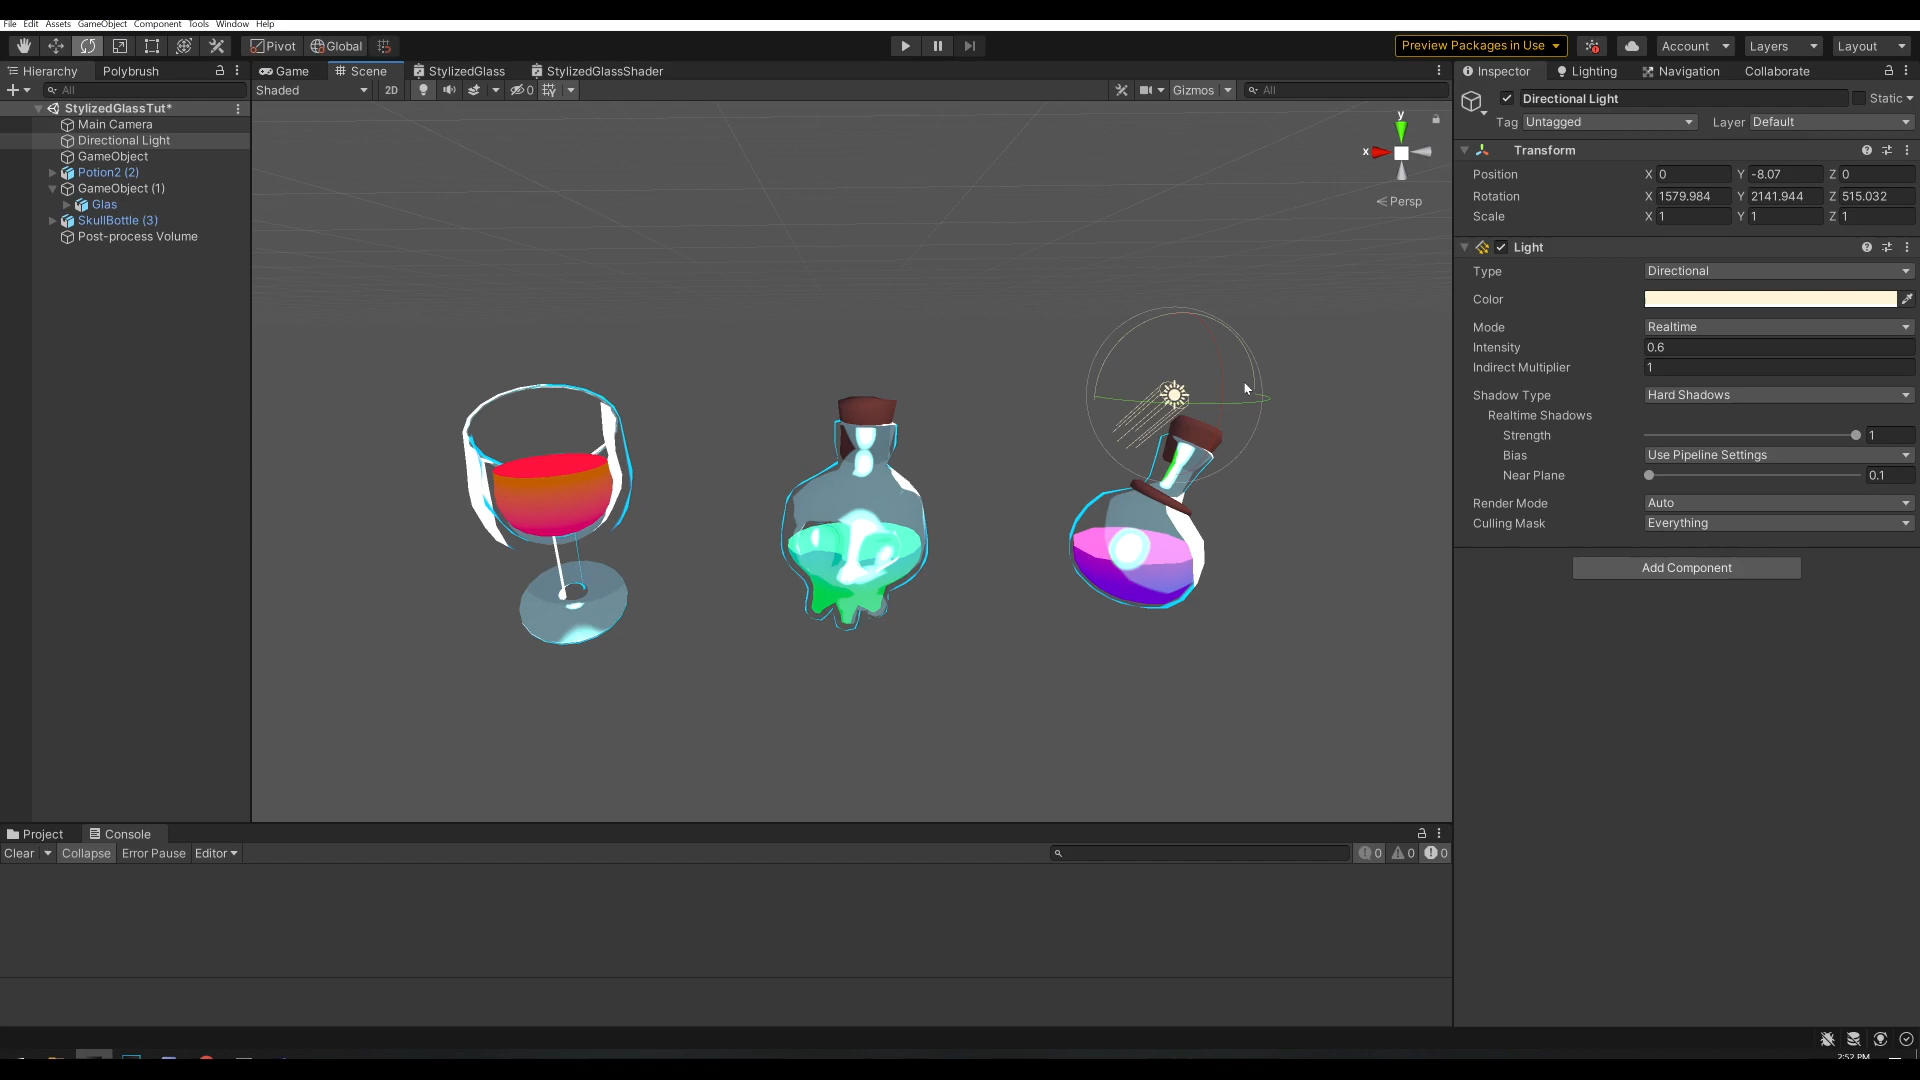 File Edit Assets GameObject Component Tools Window Help
Pivot Global Preview Packages in Use Account Layers Layout
Hierarchy Polybrush Game Scene StylizedGlass StylizedGlassShader Inspector Lighting Navigation Collaborate
All Shaded 2D 0 Gizmos All
StylizedGlassTut*
Main Camera
Directional Light
GameObject
Potion2 (2)
GameObject (1)
Glas
SkullBottle (3)
Post-process Volume
y
x
Persp
Directional Light Static
Tag Untagged Layer Default
Transform
Position X 0 Y -8.07 Z 0
Rotation X 1579.984 Y 2141.944 Z 515.032
Scale X 1 Y 1 Z 1
Light
Type Directional
Color
Mode Realtime
Intensity 0.6
Indirect Multiplier 1
Shadow Type Hard Shadows
Realtime Shadows
Strength 1
Bias Use Pipeline Settings
Near Plane 0.1
Render Mode Auto
Culling Mask Everything
Add Component
Project Console
Clear Collapse Error Pause Editor 0 0 0
2:52 PM